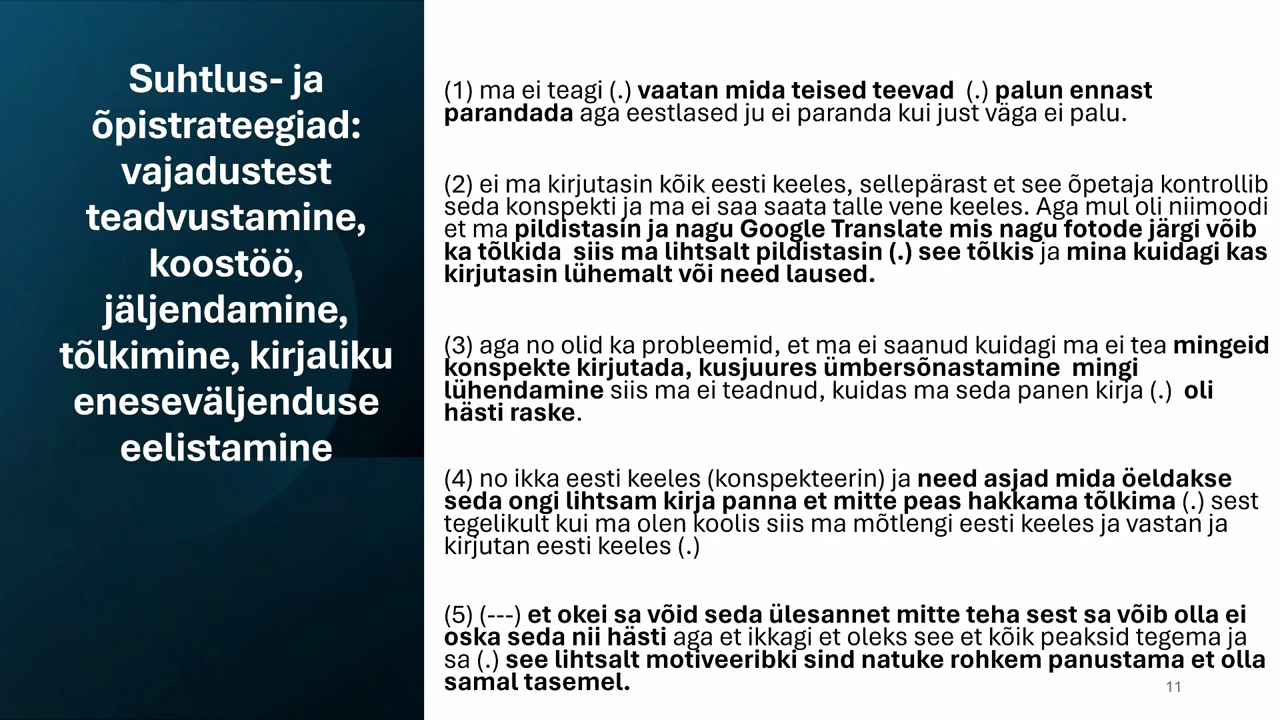 Suhtlus- ja
õpistrateegiad:
vajadustest
teadvustamine,
koostöö,
jäljendamine,
tõlkimine, kirjaliku
eneseväljenduse
eelistamine
(1) ma ei teagi (.) vaatan mida teised teevad (.) palun ennast
parandada aga eestlased ju ei paranda kui just väga ei palu.
(2) ei ma kirjutasin kõik eesti keeles, sellepärast et see õpetaja kontrollib
seda konspekti ja ma ei saa saata talle vene keeles. Aga mul oli niimoodi
et ma pildistasin ja nagu Google Translate mis nagu fotode järgi võib
ka tõlkida siis ma lihtsalt pildistasin (.) see tõlkis ja mina kuidagi kas
kirjutasin lühemalt või need laused.
(3) aga no olid ka probleemid, et ma ei saanud kuidagi ma ei tea mingeid
konspekte kirjutada, kusjuures ümbersõnastamine mingi
lühendamine siis ma ei teadnud, kuidas ma seda panen kirja (.) oli
hästi raske.
(4) no ikka eesti keeles (konspekteerin) ja need asjad mida öeldakse
seda ongi lihtsam kirja panna et mitte peas hakkama tõlkima (.) sest
tegelikult kui ma olen koolis siis ma mõtlengi eesti keeles ja vastan ja
kirjutan eesti keeles (.)
(5) (---) et okei sa võid seda ülesannet mitte teha sest sa võib olla ei
oska seda nii hästi aga et ikkagi et oleks see et kõik peaksid tegema ja
sa (.) see lihtsalt motiveeribki sind natuke rohkem panustama et olla
samal tasemel.
11